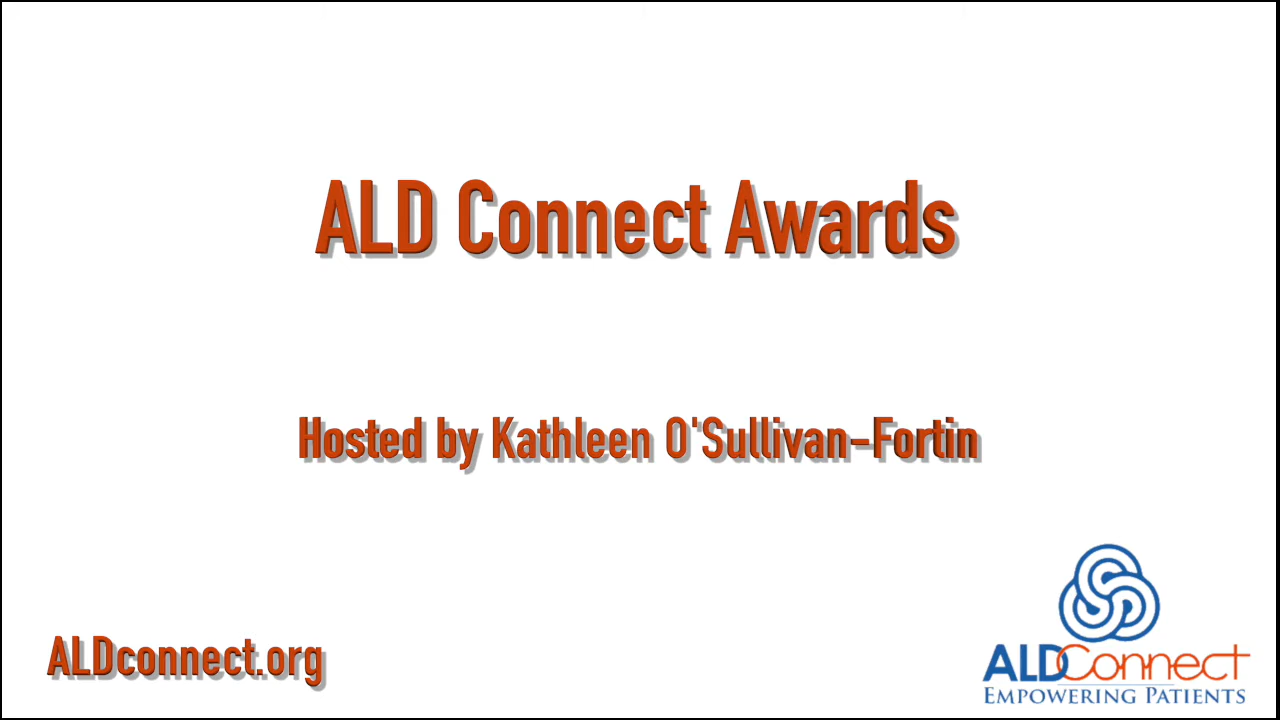 ALD Connect Awards
Hosted by Kathleen O'Sullivan-Fortin
ALDconnect.org
ALDConnect
EMPOWERING PATIENTS